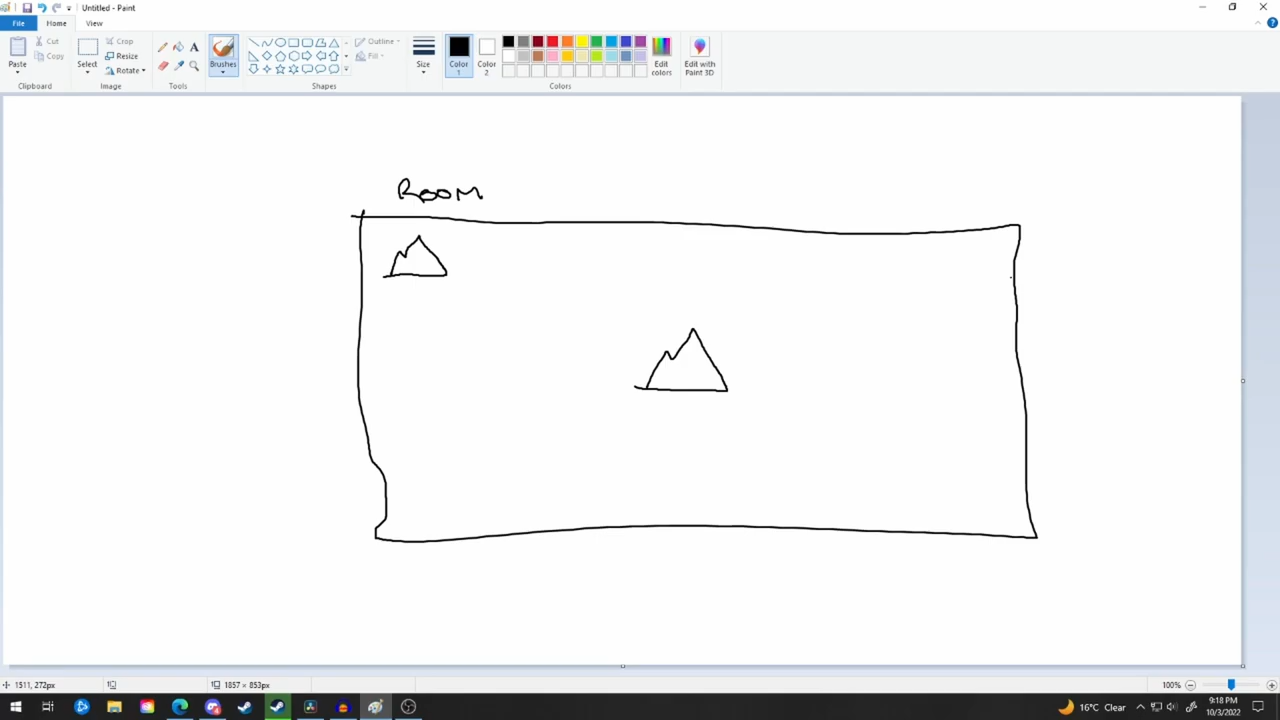 Untitled - Paint
File
Home
View
Paste
Cut
Copy
Clipboard
Select
Crop
Resize
Rotate
Image
A
Tools
Brushes
Outline
Fill
Shapes
Size
Color 1
Color 2
Edit colors
Colors
Edit with Paint 3D
ROOM
1511, 272px
1857 × 853px
100%
16°C Clear
9:18 PM
10/3/2022